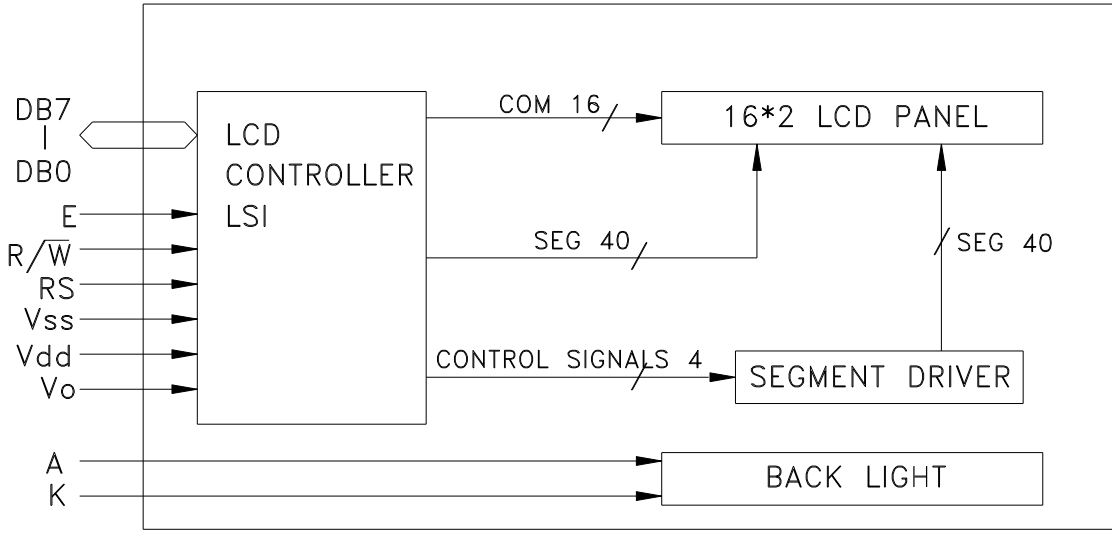 DB7
DB0
E
R/W̅
RS
Vss
Vdd
Vo
A
K
LCD
CONTROLLER
LSI
COM 16
16*2 LCD PANEL
SEG 40
SEG 40
CONTROL SIGNALS 4
SEGMENT DRIVER
BACK LIGHT